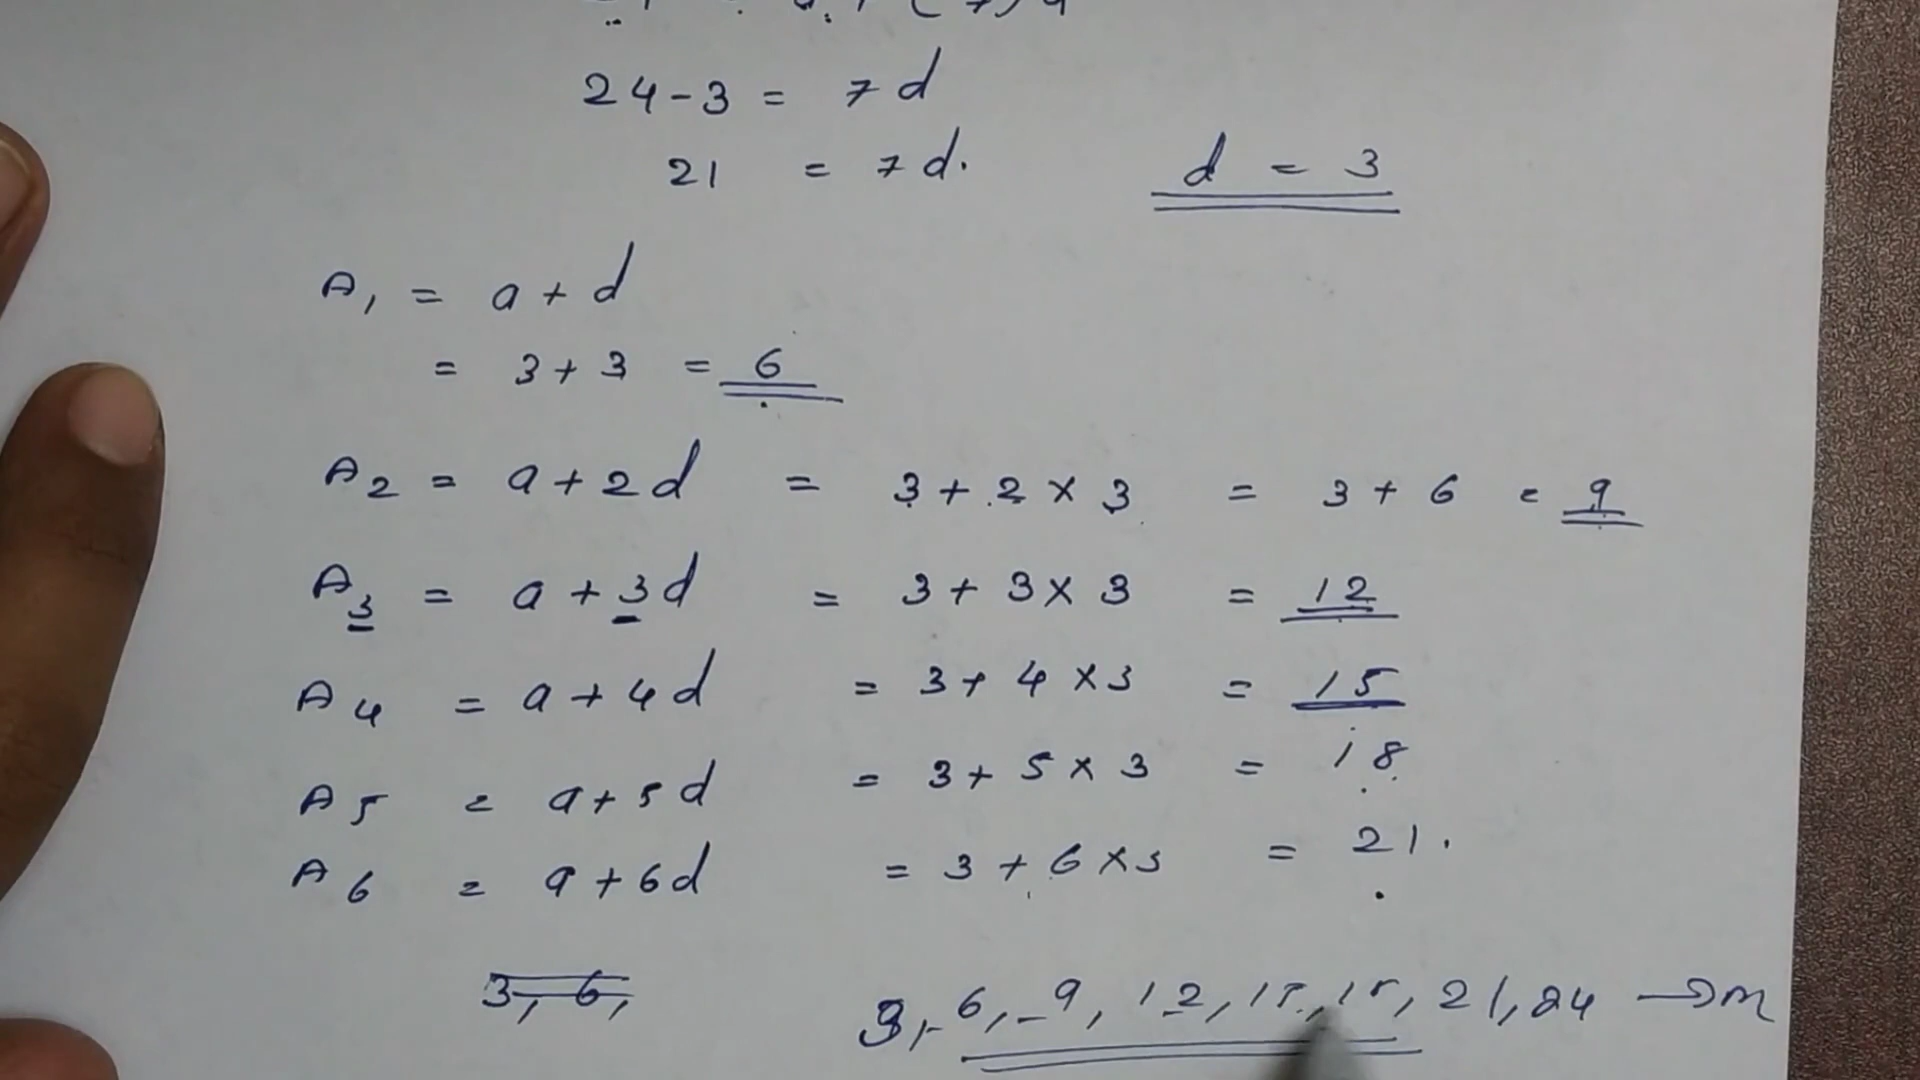 24-3 = 7d
21 = 7d. d = 3
A1 = a+d
= 3+3 = 6
A2 = a+2d = 3+2×3 = 3+6 = 9
A3 = a+3d = 3+3×3 = 12
A4 = a+4d = 3+4×3 = 15
A5 = a+5d = 3+5×3 = 18
A6 = a+6d = 3+6×3 = 21.
3, 6,
3, 6, 9, 12, 15, 15, 21, 24 →